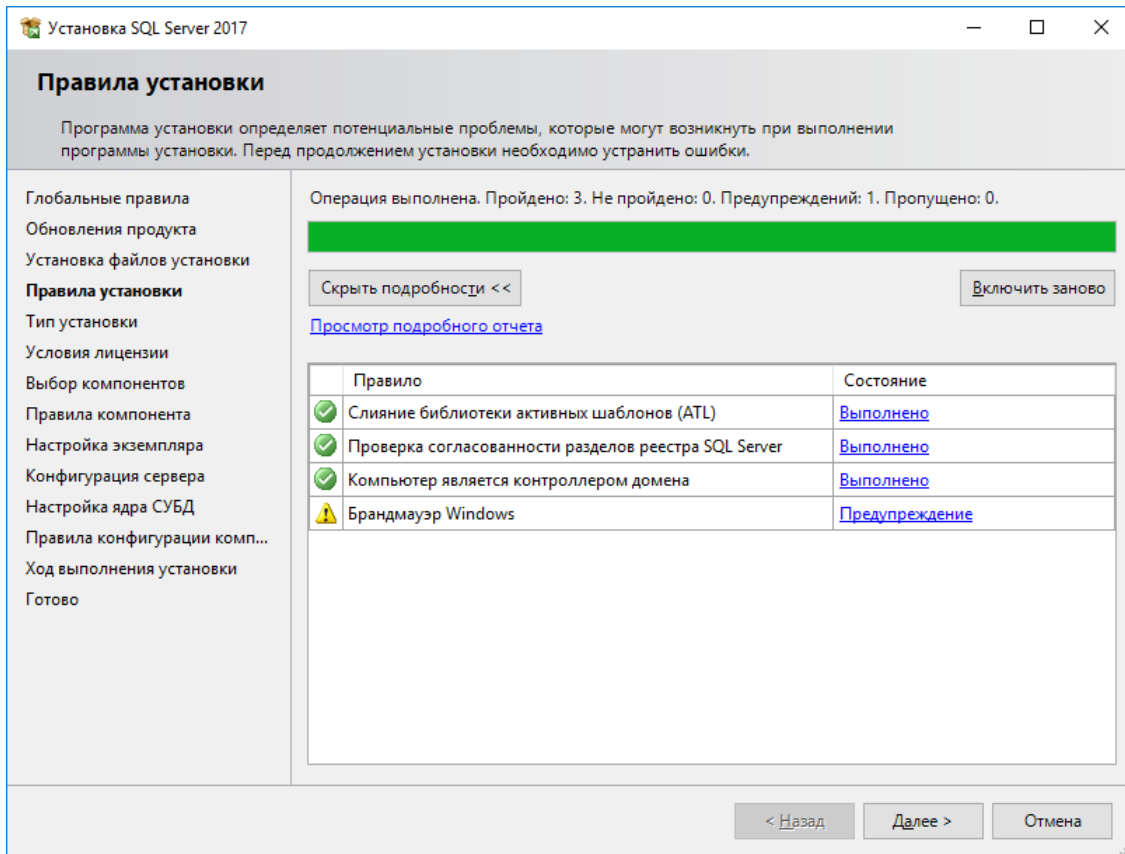 Установка SQL Server 2017
Правила установки
Программа установки определяет потенциальные проблемы, которые могут возникнуть при выполнении
программы установки. Перед продолжением установки необходимо устранить ошибки.
Глобальные правила
Обновления продукта
Установка файлов установки
Правила установки
Тип установки
Условия лицензии
Выбор компонентов
Правила компонента
Настройка экземпляра
Конфигурация сервера
Настройка ядра СУБД
Правила конфигурации комп...
Ход выполнения установки
Готово
Операция выполнена. Пройдено: 3. Не пройдено: 0. Предупреждений: 1. Пропущено: 0.
Скрыть подробности <<
Включить заново
Просмотр подробного отчета
Правило Состояние
Слияние библиотеки активных шаблонов (ATL) Выполнено
Проверка согласованности разделов реестра SQL Server Выполнено
Компьютер является контроллером домена Выполнено
Брандмауэр Windows Предупреждение
< Назад Далее > Отмена